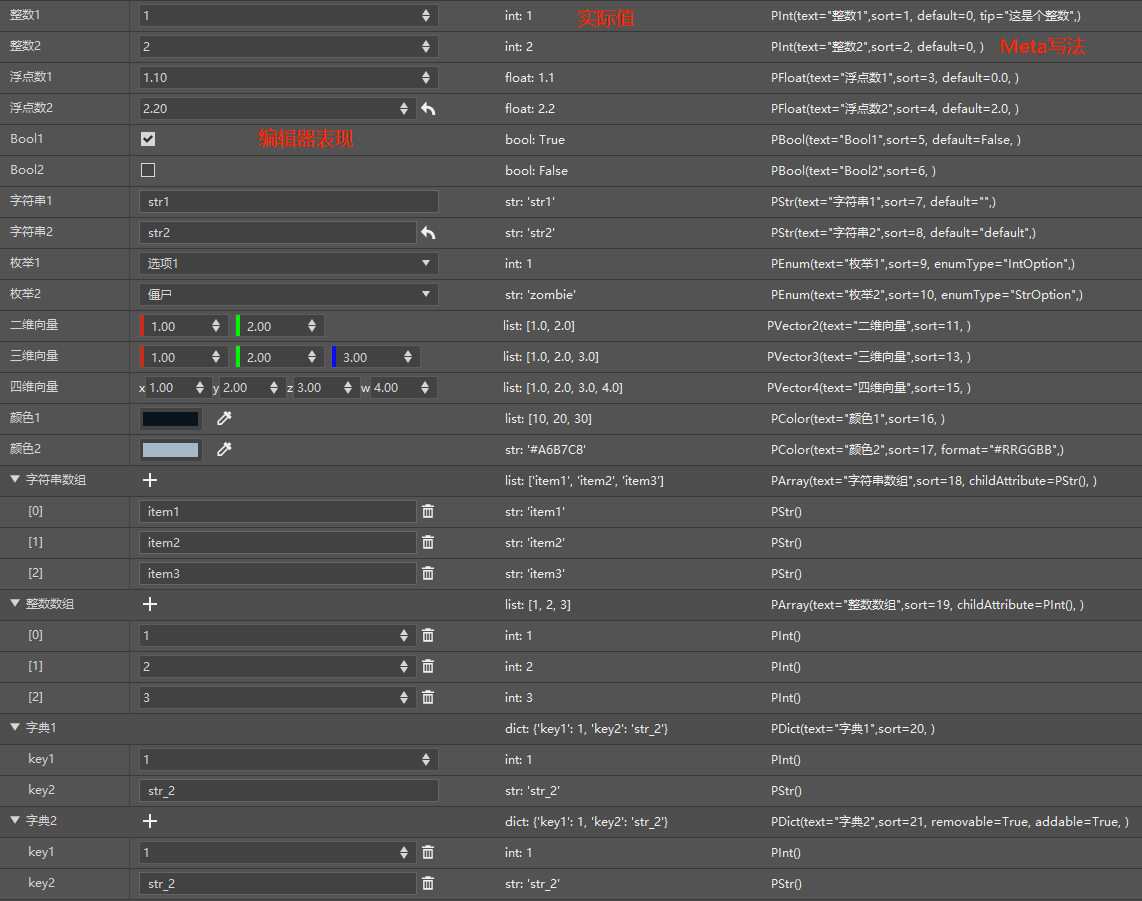 整数1 1 int: 1 实际值 PInt(text="整数1",sort=1, default=0, tip="这是个整数",)
整数2 2 int: 2 PInt(text="整数2",sort=2, default=0, ) Meta写法
浮点数1 1.10 float: 1.1 PFloat(text="浮点数1",sort=3, default=0.0, )
浮点数2 2.20 float: 2.2 PFloat(text="浮点数2",sort=4, default=2.0, )
Bool1 编辑器表现 bool: True PBool(text="Bool1",sort=5, default=False, )
Bool2 bool: False PBool(text="Bool2",sort=6, )
字符串1 str1 str: 'str1' PStr(text="字符串1",sort=7, default="",)
字符串2 str2 str: 'str2' PStr(text="字符串2",sort=8, default="default",)
枚举1 选项1 int: 1 PEnum(text="枚举1",sort=9, enumType="IntOption",)
枚举2 僵尸 str: 'zombie' PEnum(text="枚举2",sort=10, enumType="StrOption",)
二维向量 1.00 2.00 list: [1.0, 2.0] PVector2(text="二维向量",sort=11, )
三维向量 1.00 2.00 3.00 list: [1.0, 2.0, 3.0] PVector3(text="三维向量",sort=13, )
四维向量 x 1.00 y 2.00 z 3.00 w 4.00 list: [1.0, 2.0, 3.0, 4.0] PVector4(text="四维向量",sort=15, )
颜色1 list: [10, 20, 30] PColor(text="颜色1",sort=16, )
颜色2 str: '#A6B7C8' PColor(text="颜色2",sort=17, format="#RRGGBB",)
字符串数组 list: ['item1', 'item2', 'item3'] PArray(text="字符串数组",sort=18, childAttribute=PStr(), )
[0] item1 str: 'item1' PStr()
[1] item2 str: 'item2' PStr()
[2] item3 str: 'item3' PStr()
整数数组 list: [1, 2, 3] PArray(text="整数数组",sort=19, childAttribute=PInt(), )
[0] 1 int: 1 PInt()
[1] 2 int: 2 PInt()
[2] 3 int: 3 PInt()
字典1 dict: {'key1': 1, 'key2': 'str_2'} PDict(text="字典1",sort=20, )
key1 1 int: 1 PInt()
key2 str_2 str: 'str_2' PStr()
字典2 dict: {'key1': 1, 'key2': 'str_2'} PDict(text="字典2",sort=21, removable=True, addable=True, )
key1 1 int: 1 PInt()
key2 str_2 str: 'str_2' PStr()